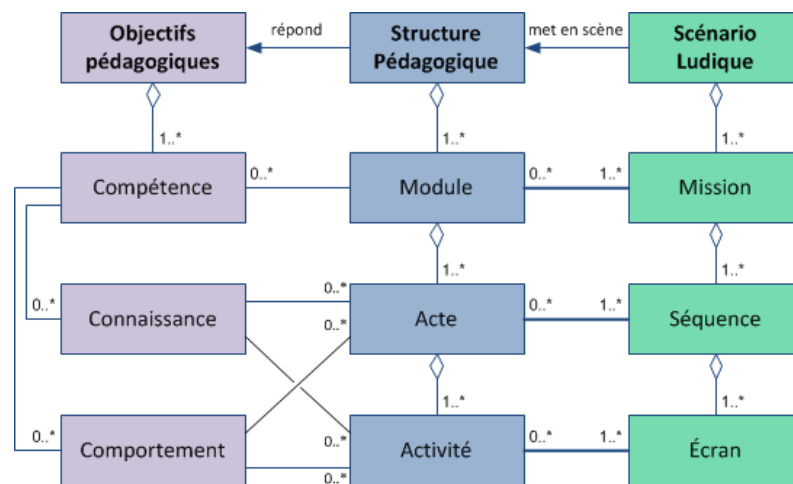 Objectifs
pédagogiques
répond
Structure
Pédagogique
met en scène
Scénario
Ludique
1..*
1..*
1..*
Compétence
0..*
Module
0..*
1..*
Mission
1..*
1..*
0..*
Connaissance
0..*
0..*
Acte
0..*
1..*
Séquence
1..*
1..*
0..*
Comportement
0..*
0..*
Activité
0..*
1..*
Écran